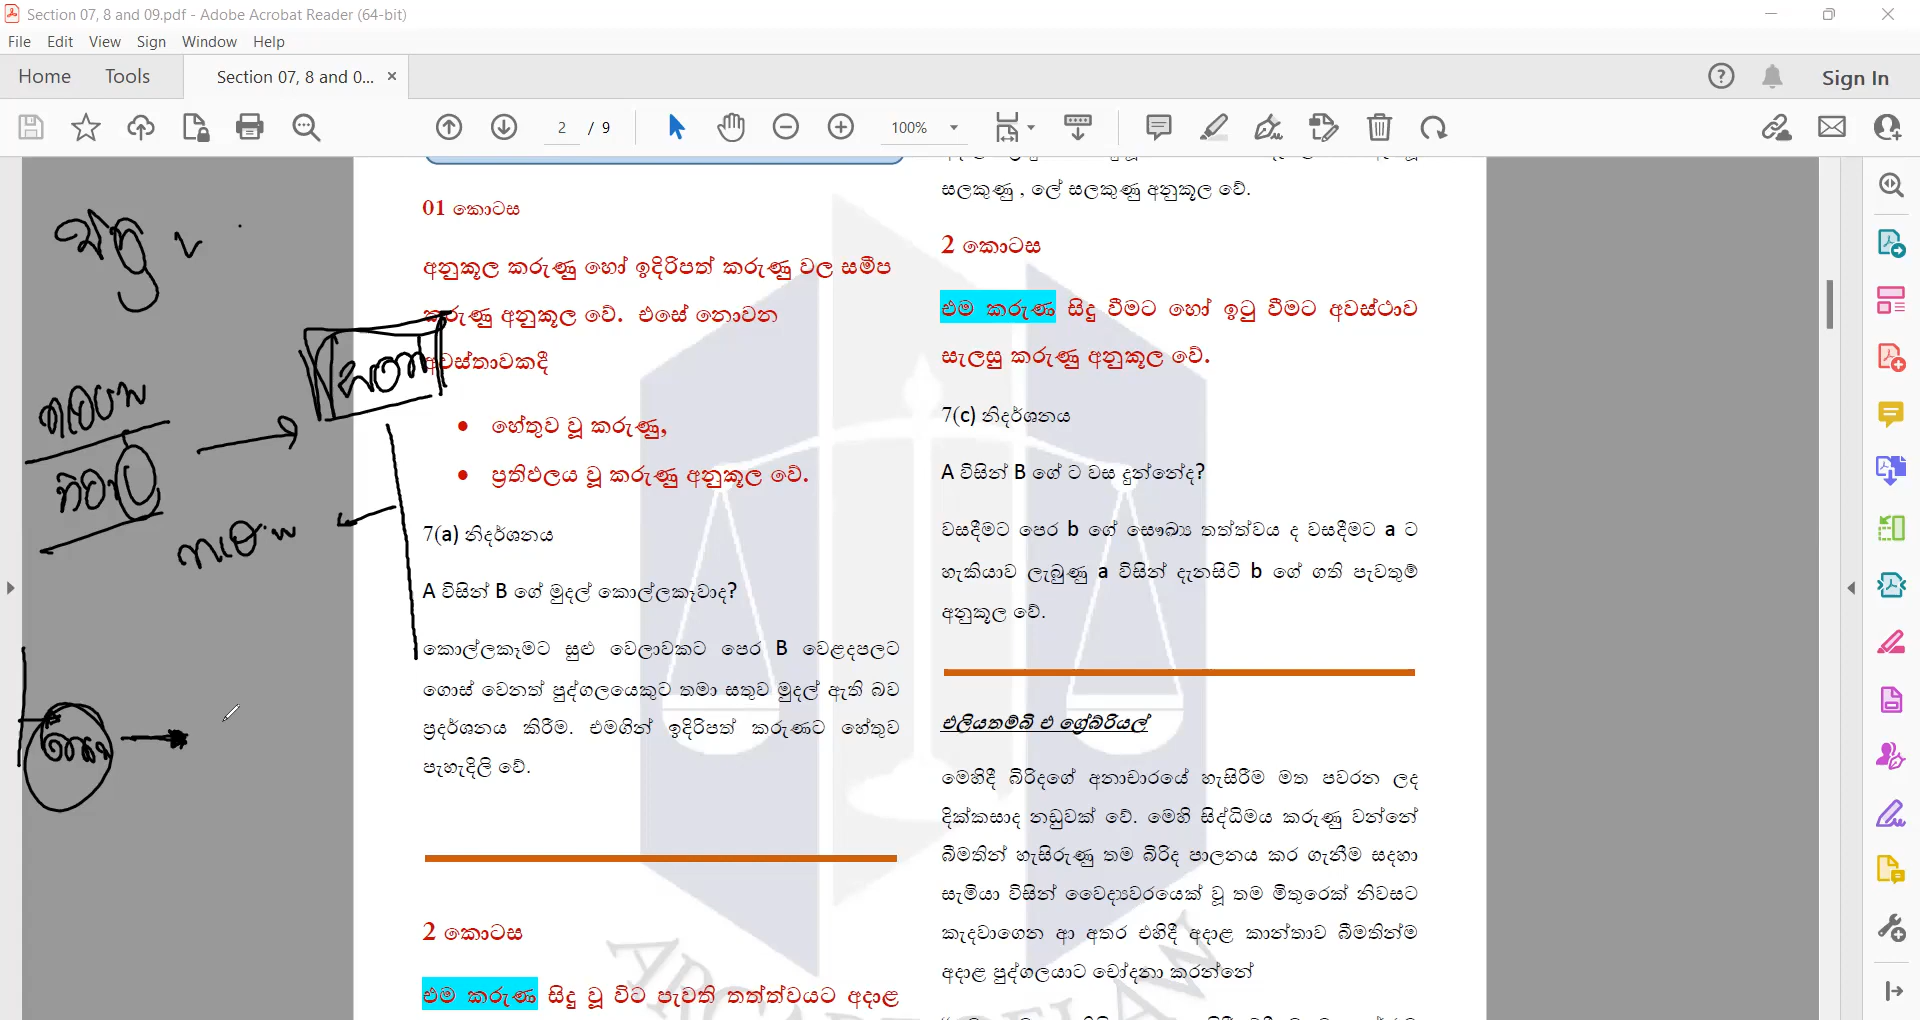 Section 07, 8 and 09.pdf - Adobe Acrobat Reader (64-bit)
File Edit View Sign Window Help
Home Tools Section 07, 8 and 0... × Sign In
2 / 9 100%
01 කොටස
අනුකූල කරුණු හෝ ඉදිරිපත් කරුණු වල සමීප
කරුණු අනුකූල වේ. එසේ නොවන
අවස්තාවකදී
• හේතුව වූ කරුණු,
• ප්‍රතිඵලය වූ කරුණු අනුකූල වේ.
7(a) නිදර්ශනය
A විසින් B ගේ මුදල් කොල්ලකෑවාද?
කොල්ලකෑමට සුළු වෙලාවකට පෙර B වෙළදපලට
ගොස් වෙනත් පුද්ගලයෙකුට තමා සතුව මුදල් ඇති බව
ප්‍රදර්ශනය කිරීම. එමගින් ඉදිරිපත් කරුණට හේතුව
පැහැදිලි වේ.
2 කොටස
එම කරුණ සිදු වූ විට පැවති තත්ත්වයට අදාළ
සලකුණු , ලේ සලකුණු අනුකූල වේ.
2 කොටස
එම කරුණ සිදු වීමට හෝ ඉටු වීමට අවස්ථාව
සැලසු කරුණු අනුකූල වේ.
7(c) නිදර්ශනය
A විසින් B ගේ ට වස දුන්නේද?
වසදීමට පෙර b ගේ සෞඛ්‍ය තත්ත්වය ද වසදීමට a ට
හැකියාව ලැබුණු a විසින් දැනසිටි b ගේ ගති පැවතුම්
අනුකූල වේ.
එලියතම්බි එ ග්‍රේබ්රියල්
මෙහිදී බිරිදගේ අනාචාරයේ හැසිරීම මත පවරන ලද
දික්කසාද නඩුවක් වේ. මෙහි සිද්ධිමය කරුණු වන්නේ
බීමතින් හැසිරුණු තම බිරිද පාලනය කර ගැනීම සදහා
සැමියා විසින් වෛද්‍යවරයෙක් වූ තම මිතුරෙක් නිවසට
කැදවාගෙන ආ අතර එහිදී අදාළ කාන්තාව බීමතින්ම
අදාළ පුද්ගලයාට චෝදනා කරන්නේ